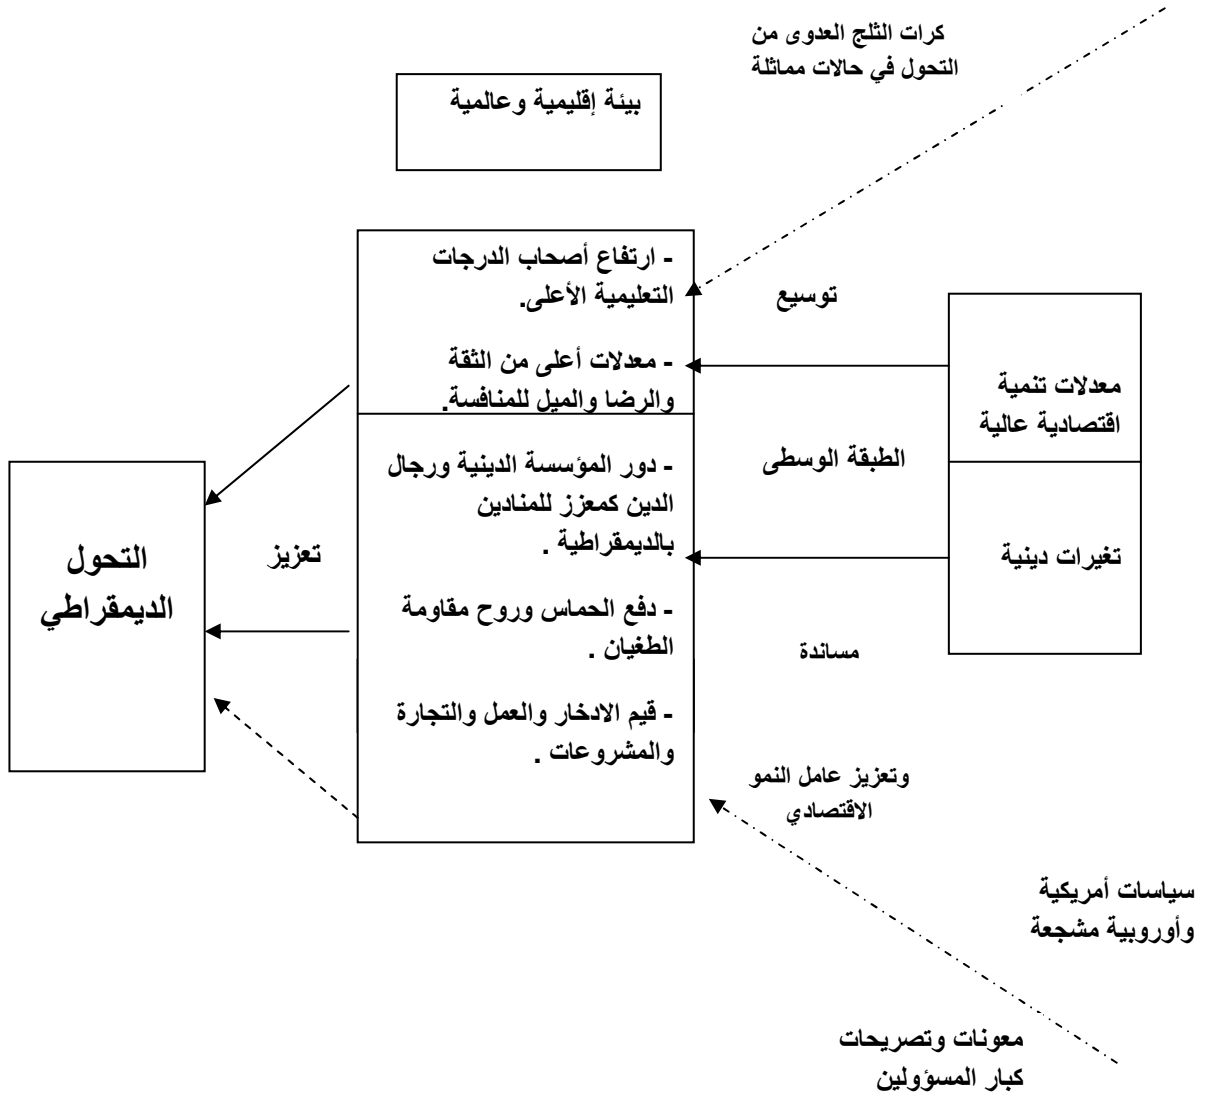 كرات الثلج العدوى من
التحول في حالات مماثلة
بيئة إقليمية وعالمية
- ارتفاع أصحاب الدرجات
التعليمية الأعلى.
- معدلات أعلى من الثقة
والرضا والميل للمنافسة.
- دور المؤسسة الدينية ورجال
الدين كمعزز للمنادين
بالديمقراطية .
- دفع الحماس وروح مقاومة
الطغيان .
- قيم الادخار والعمل والتجارة
والمشروعات .
توسيع
الطبقة الوسطى
مساندة
وتعزيز عامل النمو
الاقتصادي
معدلات تنمية
اقتصادية عالية
تغيرات دينية
تعزيز
التحول
الديمقراطي
سياسات أمريكية
وأوروبية مشجعة
معونات وتصريحات
كبار المسؤولين